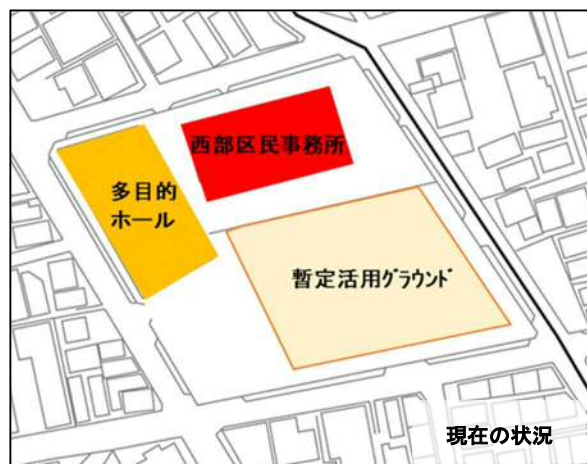 西部区民事務所
多目的
ホール
暫定活用ｸﾞﾗｳﾝﾄﾞ
現在の状況